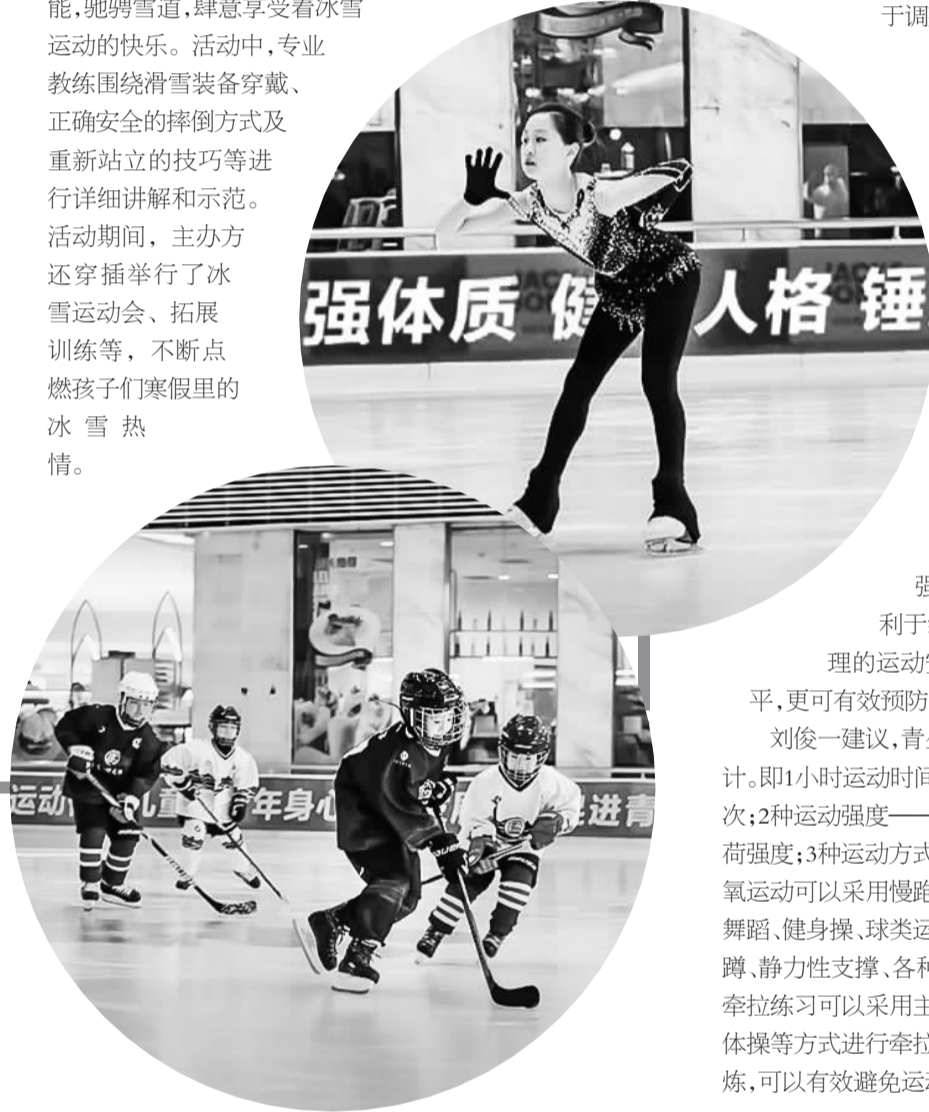 能,驰骋雪道,肆意享受着冰雪
运动的快乐。活动中,专业
教练围绕滑雪装备穿戴、
正确安全的摔倒方式及
重新站立的技巧等进
行详细讲解和示范。
活动期间，主办方
还穿插举行了冰
雪运动会、拓展
训练等，不断点
燃孩子们寒假里的
冰雪热
情。
强体质 健 人格 锤
运动 儿童 年身心 展 促进青
于调
强
利于
理的运动
平,更可有效预防
刘俊一建议,青
计。即1小时运动时间
次;2种运动强度——
荷强度;3种运动方式
氧运动可以采用慢跑
舞蹈、健身操、球类运
蹲、静力性支撑、各种
牵拉练习可以采用主
体操等方式进行牵拉
炼,可以有效避免运动